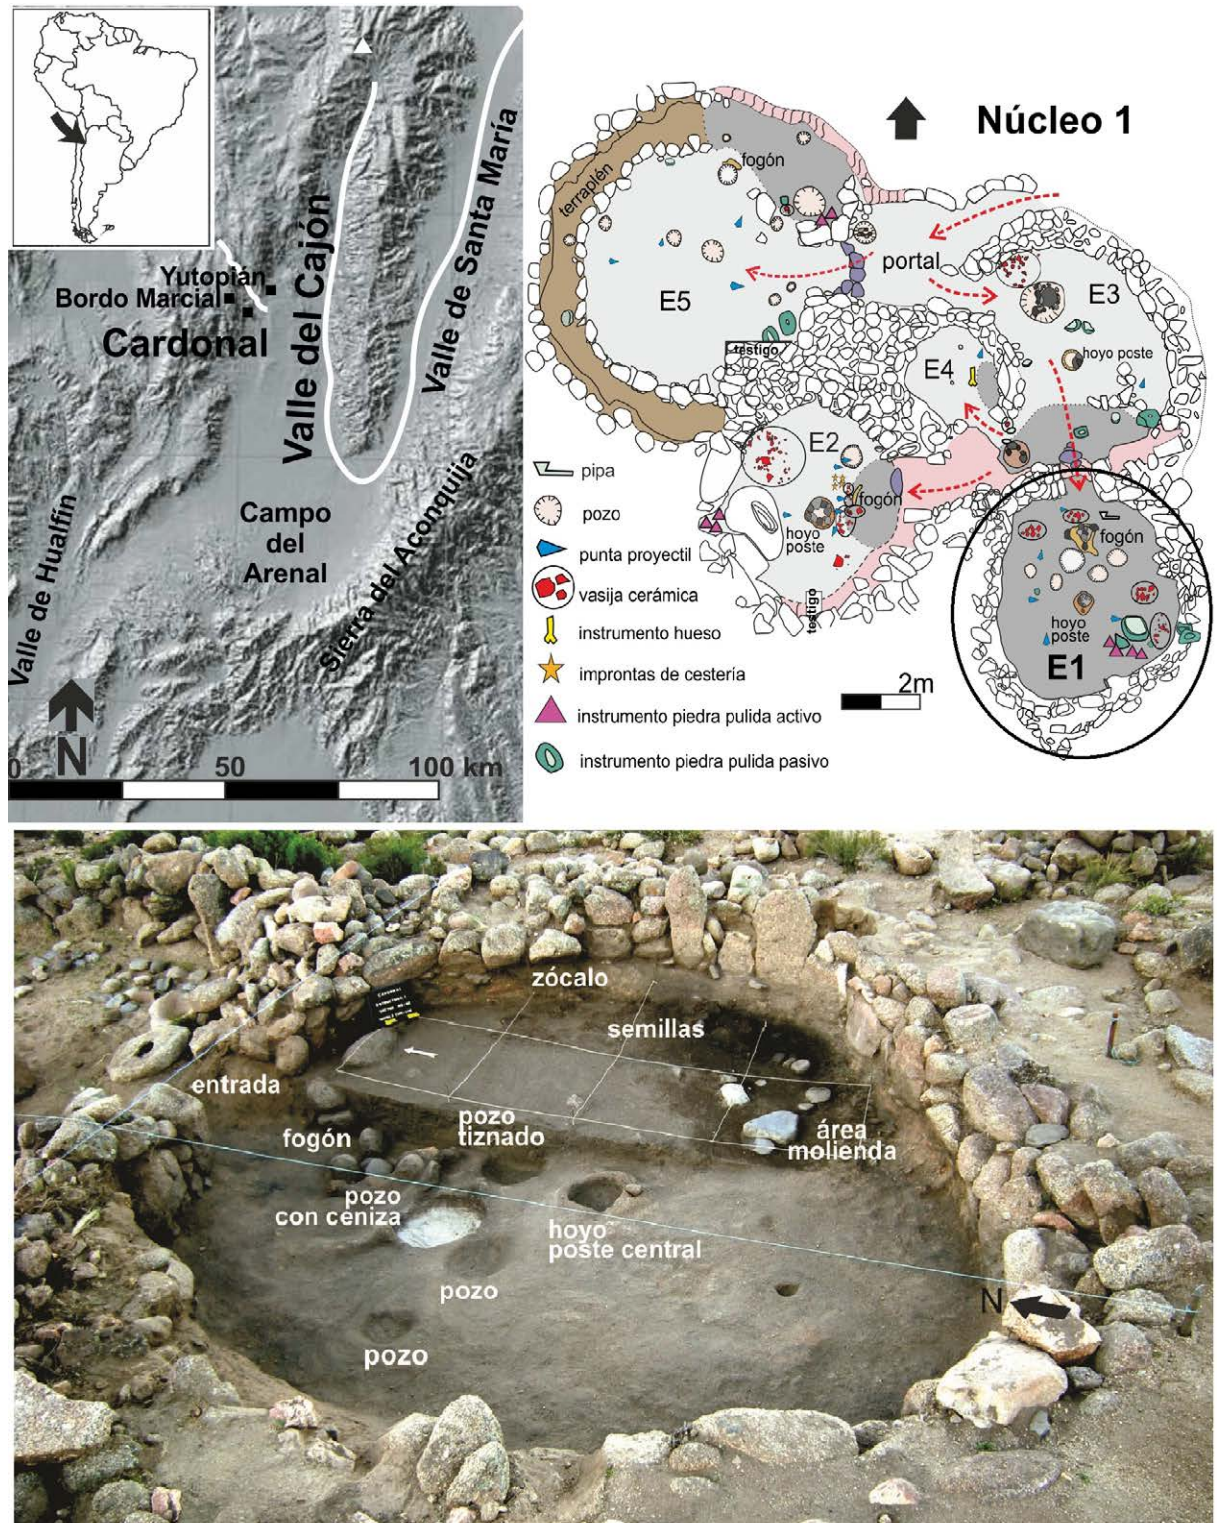 Yutopián
Bordo Marcial
Cardonal
Valle del Cajón
Valle de Santa María
Valle de Hualfín
Campo
del
Arenal
Sierra del Aconquija
N
0
50
100 km
Núcleo 1
fogón
terraplén
portal
E5
E3
testigo
E4
hoyo poste
E2
fogón
hoyo
poste
testigo
fogón
hoyo
poste
E1
2m
pipa
pozo
punta proyectil
vasija cerámica
instrumento hueso
improntas de cestería
instrumento piedra pulida activo
instrumento piedra pulida pasivo
zócalo
semillas
entrada
pozo
tiznado
fogón
área
molienda
pozo
con ceniza
hoyo
poste central
pozo
N
pozo